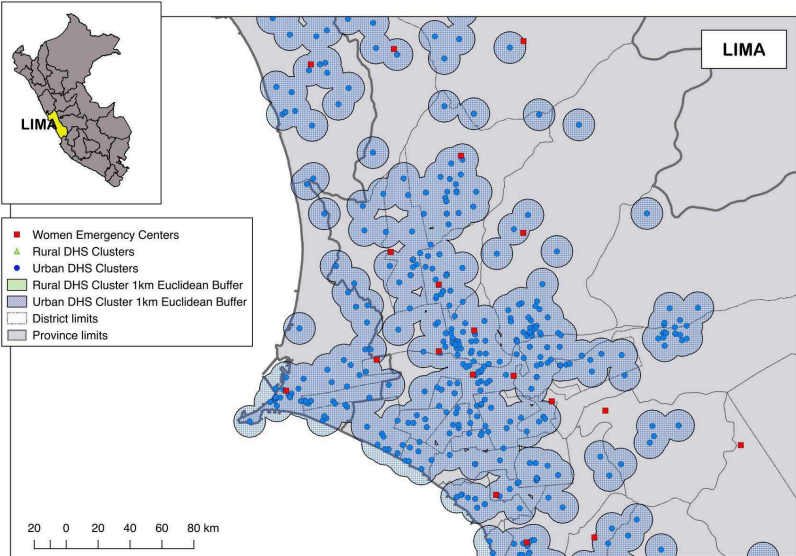 LIMA
LIMA
Women Emergency Centers
Rural DHS Clusters
Urban DHS Clusters
Rural DHS Cluster 1km Euclidean Buffer
Urban DHS Cluster 1km Euclidean Buffer
District limits
Province limits
20 0 20 40 60 80 km